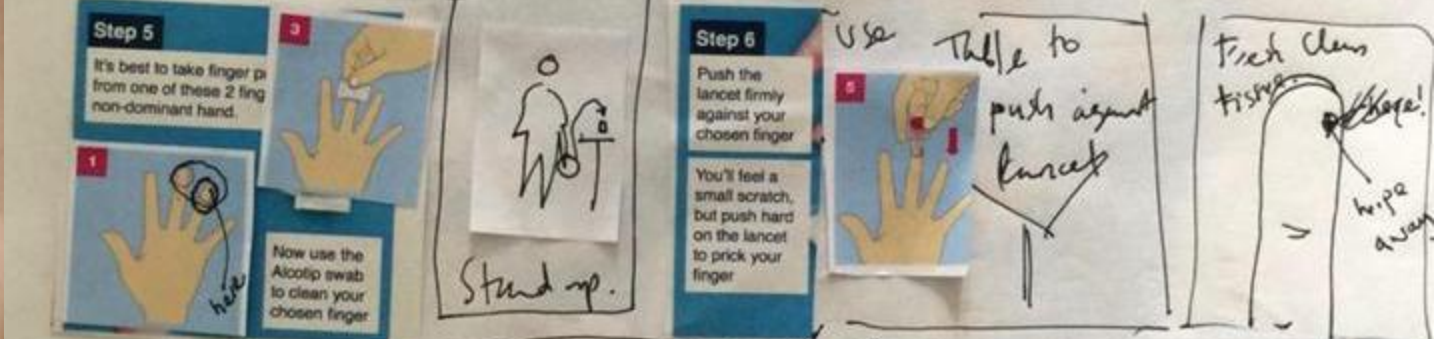 Step 5
It's best to take finger
from one of these 2
non-dominant hand.
3
1
here
Now use the
Alcotip swab
to clean your
chosen finger
Stand up.
Step 6
Push the
lancet firmly
against your
chosen finger
You'll feel a
small scratch,
but push hard
on the lancet
to prick your
finger
use
Table to
push against
lancet
5
Fresh Clean
tissue.
here!
wipe
away